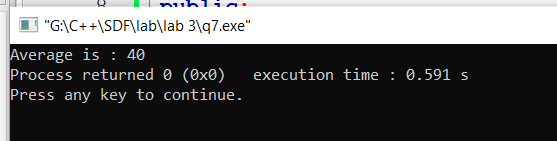 8 public:
"G:\C++\SDF\lab\lab 3\q7.exe"
Average is : 40
Process returned 0 (0x0)   execution time : 0.591 s
Press any key to continue.